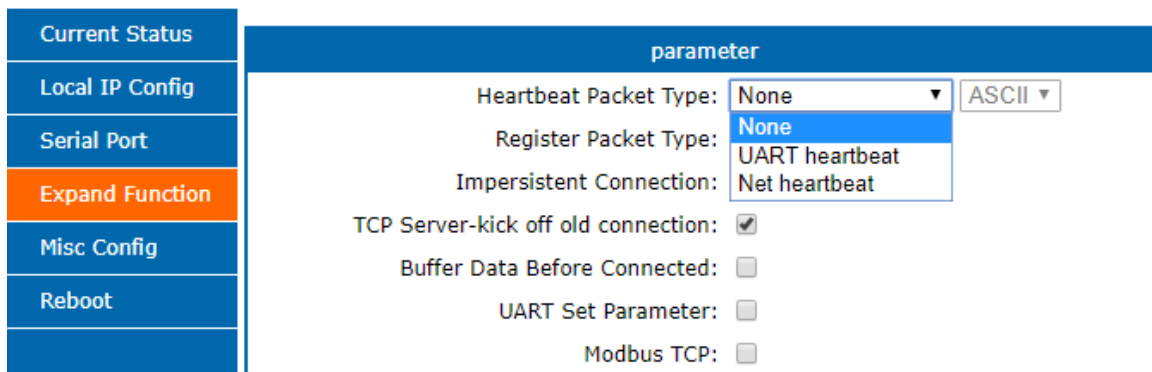 Current Status
Local IP Config
Serial Port
Expand Function
Misc Config
Reboot
parameter
Heartbeat Packet Type: None ASCII
None
UART heartbeat
Net heartbeat
Register Packet Type:
Impersistent Connection:
TCP Server-kick off old connection:
Buffer Data Before Connected:
UART Set Parameter:
Modbus TCP: